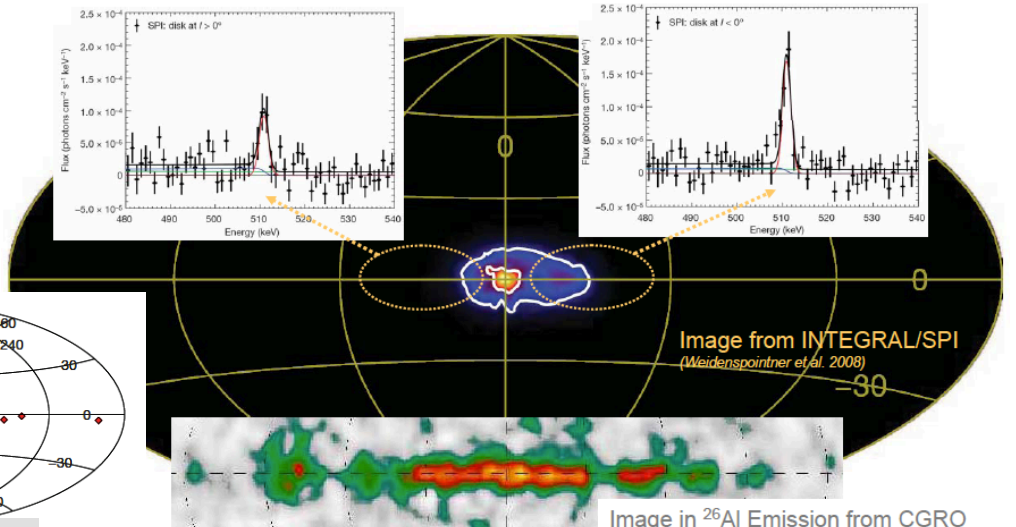 SPI: disk at l > 0°
2.5 × 10⁻⁴
2.0 × 10⁻⁴
1.5 × 10⁻⁴
1.0 × 10⁻⁴
5.0 × 10⁻⁵
0
−5.0 × 10⁻⁵
Flux (photons cm⁻² s⁻¹ keV⁻¹)
480 490 500 510 520 530 540
Energy (keV)
SPI: disk at l < 0°
2.5 × 10⁻⁴
2.0 × 10⁻⁴
1.5 × 10⁻⁴
1.0 × 10⁻⁴
5.0 × 10⁻⁵
0
−5.0 × 10⁻⁵
Flux (photons cm⁻² s⁻¹ keV⁻¹)
480 490 500 510 520 530 540
Energy (keV)
0
0
Image from INTEGRAL/SPI
(Weidenspointner et al. 2008)
−30
240
30
0
−30
Image in ²⁶Al Emission from CGRO